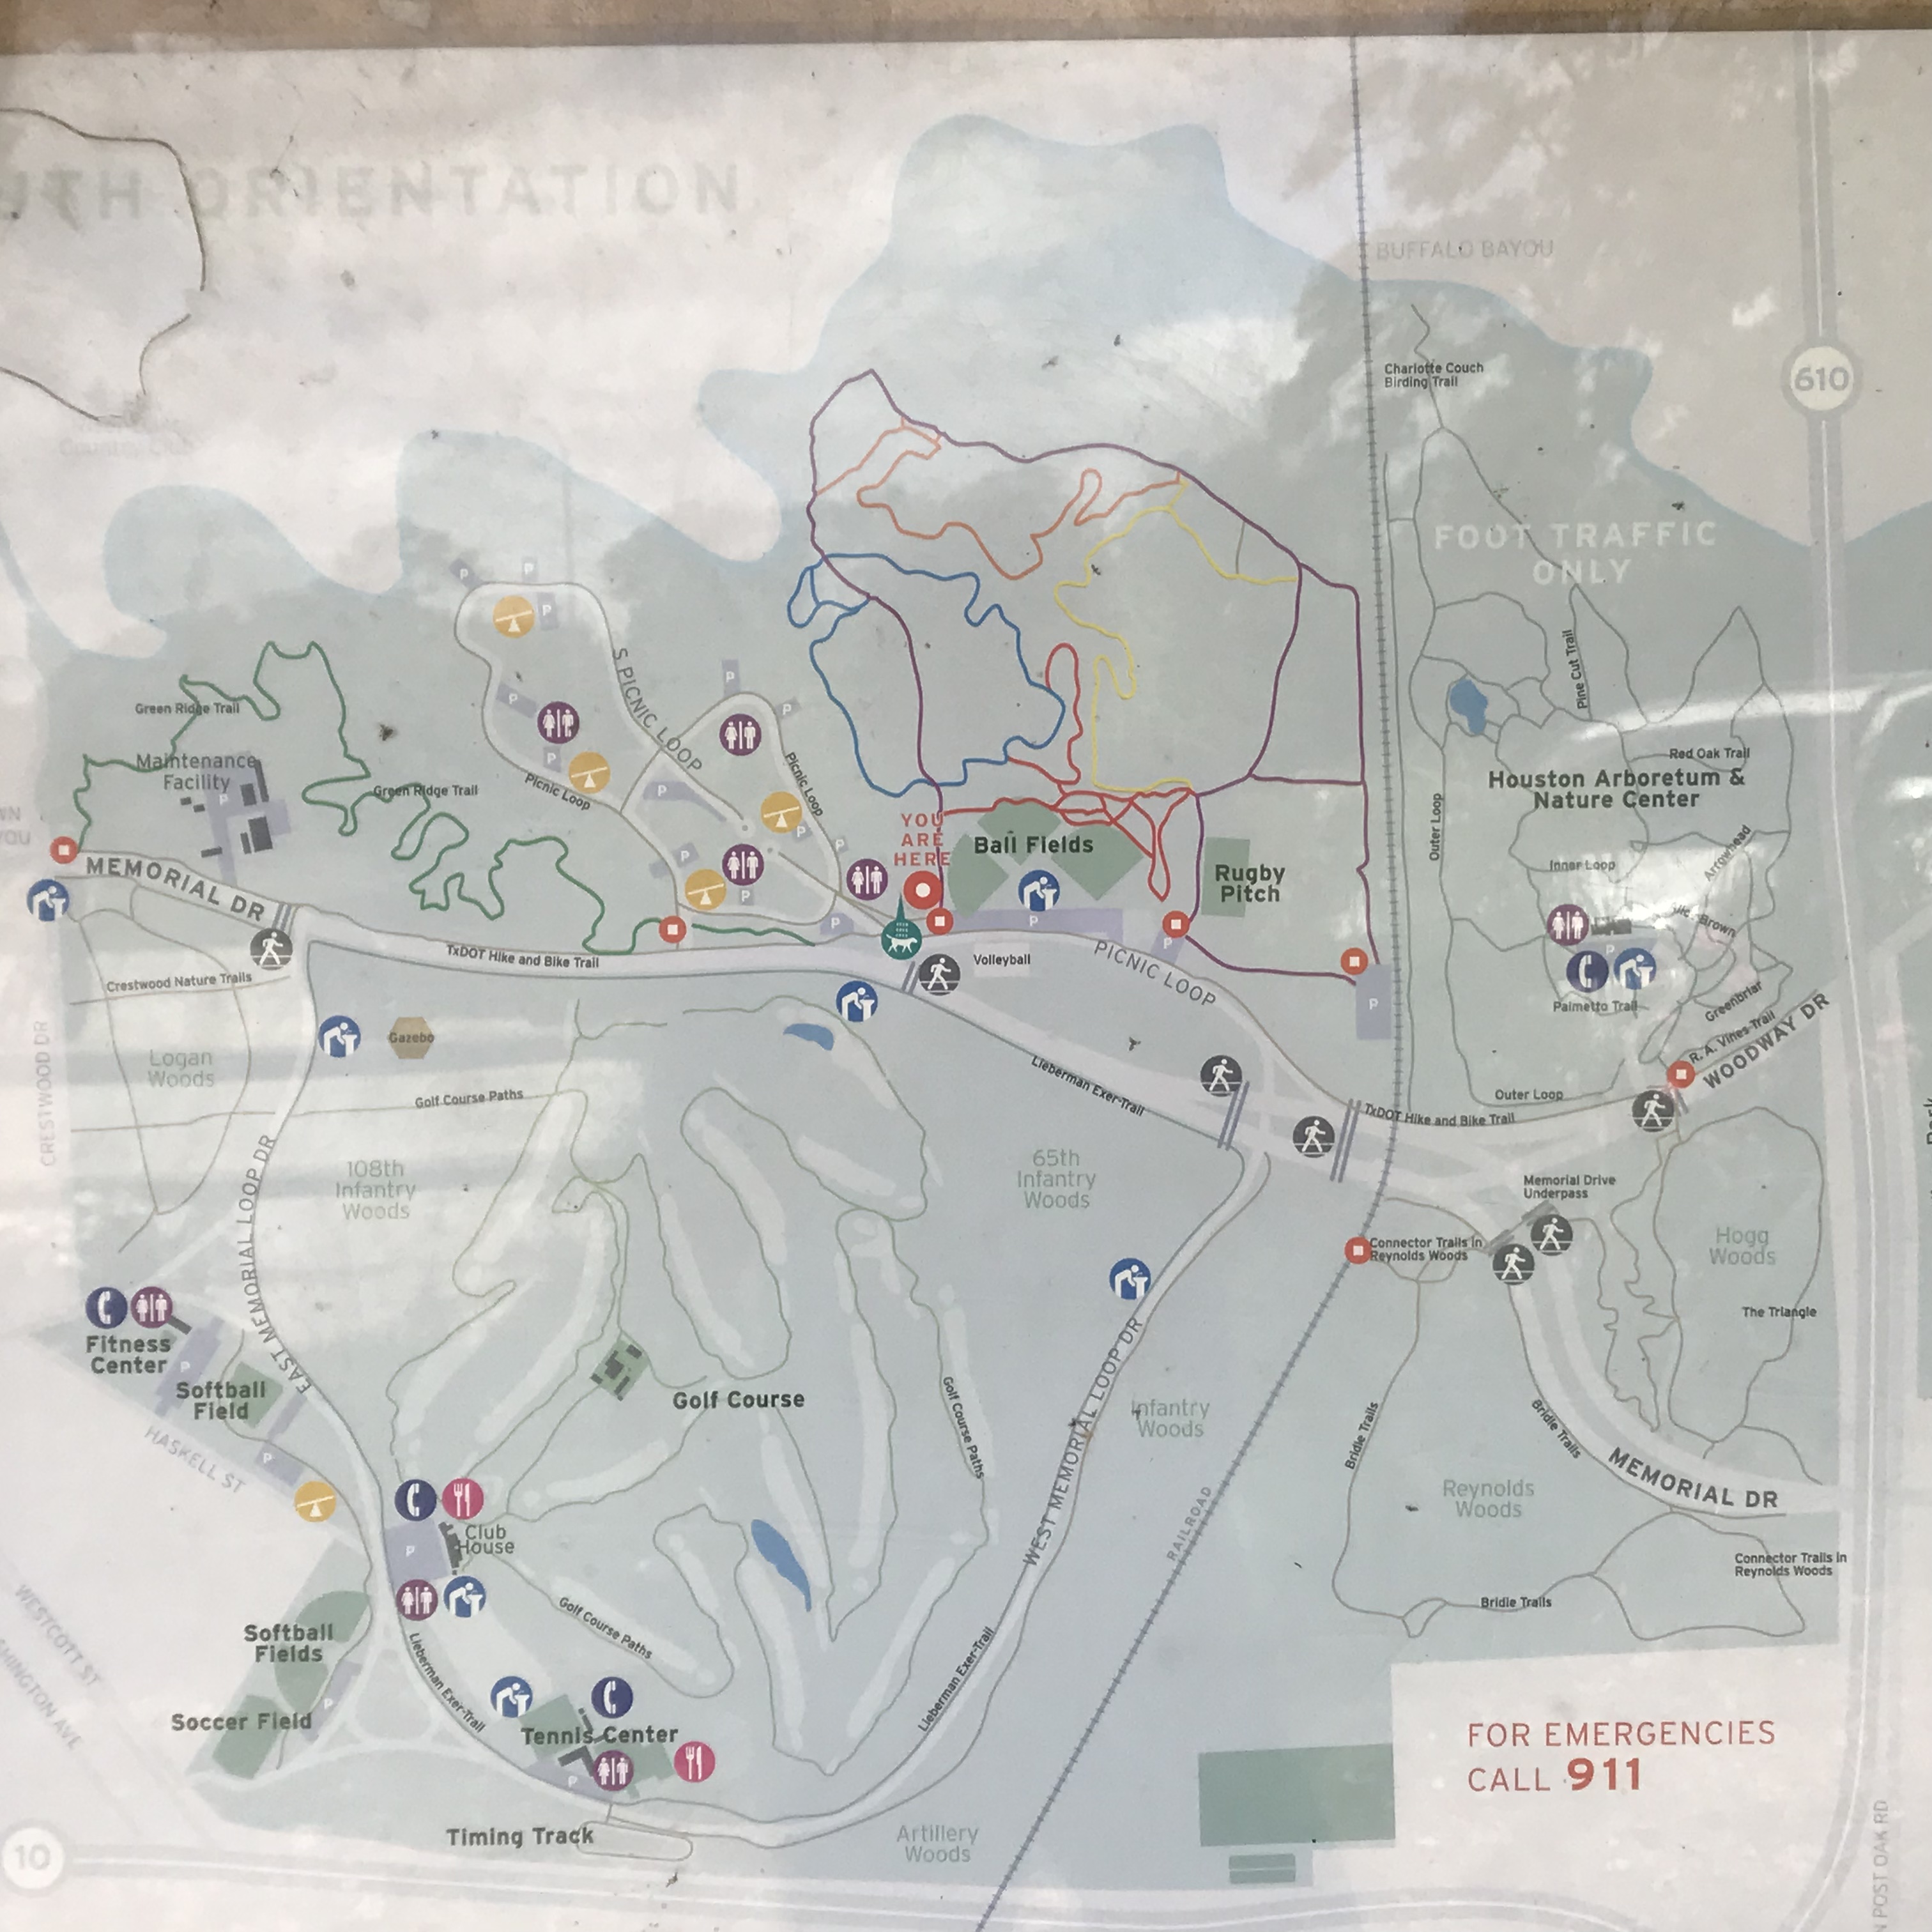 ORIENTATION
BUFFALO BAYOU
610
Charlotte Couch
Birding Trail
FOOT TRAFFIC
ONLY
Country Club
Pine Cut Trail
Green Ridge Trail
Maintenance
Facility
Green Ridge Trail
S PICNIC LOOP
Picnic Loop
Picnic Loop
P
P
P
P
P
P
P
P
P
P
P
P
P
YOU
ARE
HERE
Ball Fields
P
Rugby
Pitch
P
P
Red Oak Trail
Houston Arboretum &
Nature Center
Outer Loop
Inner Loop
Arrowhead
Brown
P
Palmetto Trail
Greenbriar
R. A. Vines Trail
WOODWAY DR
Outer Loop
MEMORIAL DR
TxDOT Hike and Bike Trail
Volleyball
PICNIC LOOP
Crestwood Nature Trails
CRESTWOOD DR
Logan
Woods
Gazebo
Golf Course Paths
Lieberman Exer-Trail
TxDOT Hike and Bike Trail
108th
Infantry
Woods
65th
Infantry
Woods
EAST MEMORIAL LOOP DR
Memorial Drive
Underpass
Connector Trails in
Reynolds Woods
Hogg
Woods
The Triangle
Fitness
Center
P
Softball
Field
HASKELL ST
P
Golf Course
Golf Course Paths
WEST MEMORIAL LOOP DR
Infantry
Woods
Bridle Trails
Bridle Trails
MEMORIAL DR
Reynolds
Woods
RAILROAD
Club
House
P
Connector Trails in
Reynolds Woods
Bridle Trails
WESTCOTT ST
Softball
Fields
Golf Course Paths
Lieberman Exer-Trail
Lieberman Exer-Trail
P
Soccer Field
Tennis Center
P
Timing Track
Artillery
Woods
FOR EMERGENCIES
CALL 911
10
POST OAK RD